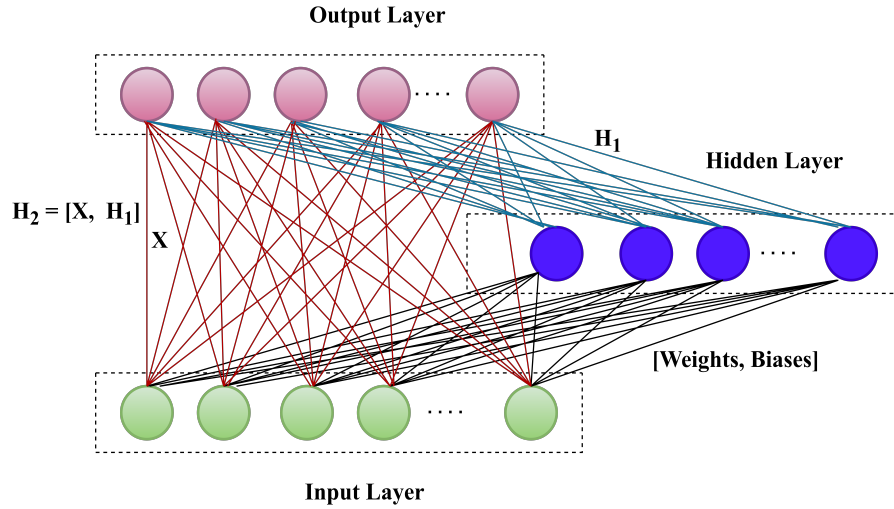 Output Layer
H1
Hidden Layer
H2 = [X, H1]
X
[Weights, Biases]
Input Layer